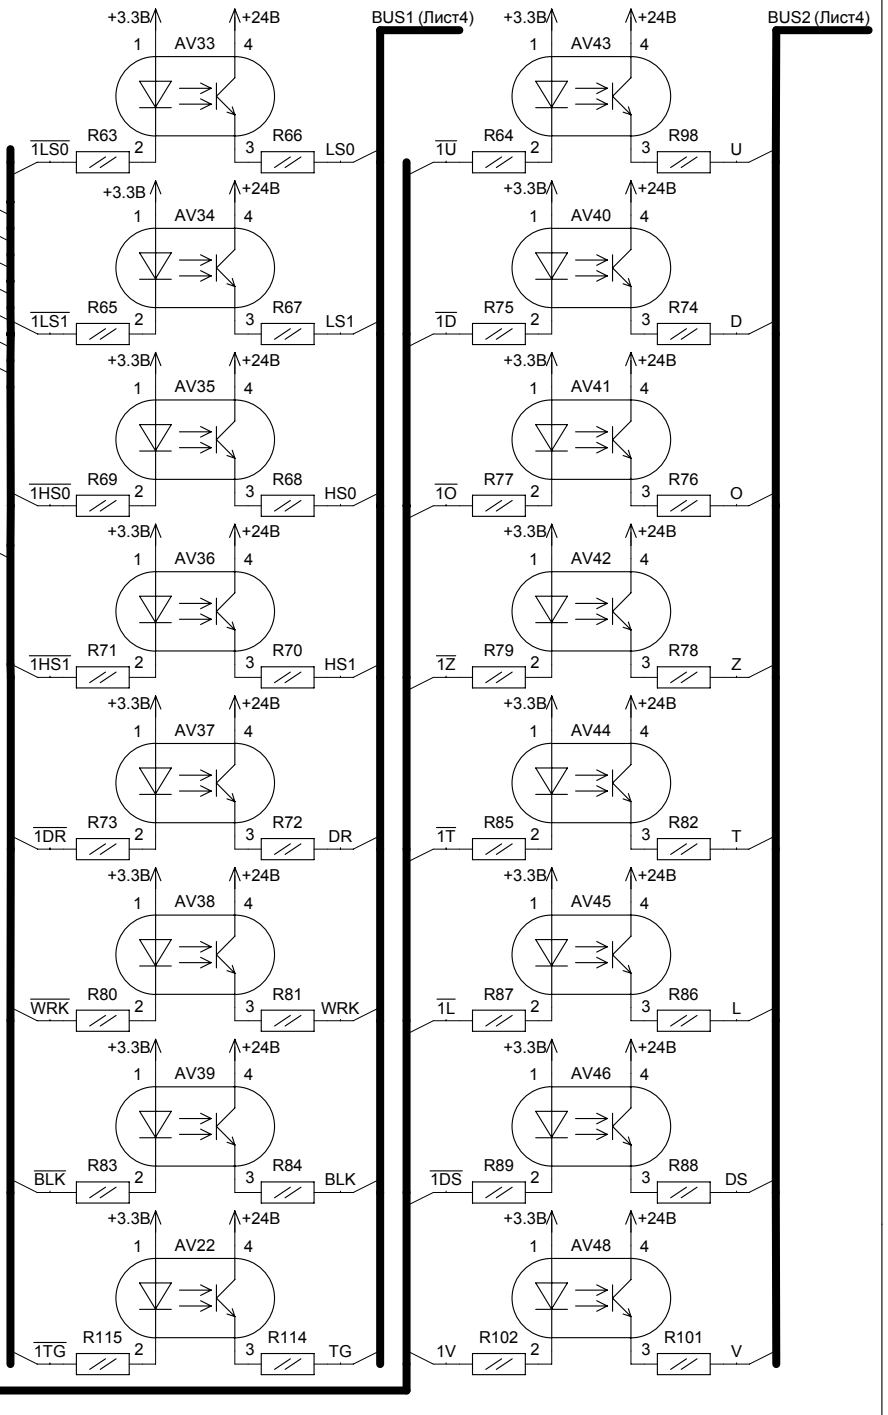 +3.3В +24В BUS1 (Лист4) +3.3В +24В BUS2 (Лист4)
1 AV33 4 1 AV43 4
1LS0 R63 2 3 R66 LS0 1U R64 2 3 R98 U
+3.3В +24В +3.3В +24В
1 AV34 4 1 AV40 4
1LS1 R65 2 3 R67 LS1 1D R75 2 3 R74 D
+3.3В +24В +3.3В +24В
1 AV35 4 1 AV41 4
1HS0 R69 2 3 R68 HS0 1O R77 2 3 R76 O
+3.3В +24В +3.3В +24В
1 AV36 4 1 AV42 4
1HS1 R71 2 3 R70 HS1 1Z R79 2 3 R78 Z
+3.3В +24В +3.3В +24В
1 AV37 4 1 AV44 4
1DR R73 2 3 R72 DR 1T R85 2 3 R82 T
+3.3В +24В +3.3В +24В
1 AV38 4 1 AV45 4
WRK R80 2 3 R81 WRK 1L R87 2 3 R86 L
+3.3В +24В +3.3В +24В
1 AV39 4 1 AV46 4
BLK R83 2 3 R84 BLK 1DS R89 2 3 R88 DS
+3.3В +24В +3.3В +24В
1 AV22 4 1 AV48 4
1TG R115 2 3 R114 TG 1V R102 2 3 R101 V